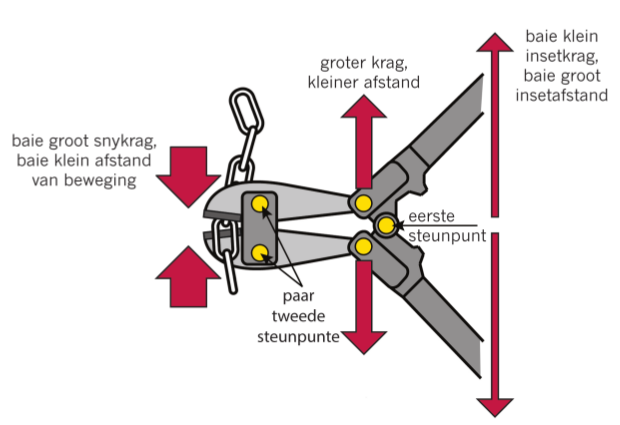 baie klein
insetkrag,
baie groot
insetafstand
groter krag,
kleiner afstand
baie groot snykrag,
baie klein afstand
van beweging
eerste
steunpunt
paar
tweede
steunpunte